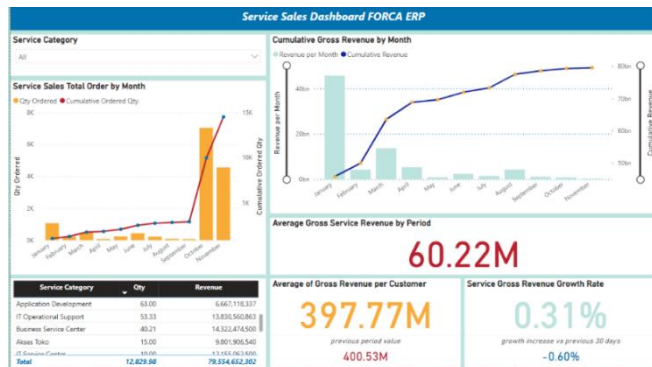 Service Sales Dashboard FORCA ERP
Service Category
All
Service Sales Total Order by Month
Qty Ordered Cumulative Ordered Qty
8K
6K
4K
2K
0K
15K
10K
5K
Qty Ordered
Cumulative Ordered Qty
January
February
March
April
May
June
July
August
September
October
November
Cumulative Gross Revenue by Month
Revenue per Month Cumulative Revenue
40bn
20bn
0bn
80bn
70bn
60bn
50bn
Revenue per Month
Cumulative Revenue
January
February
March
April
May
June
July
August
September
October
November
Average Gross Service Revenue by Period
60.22M
Service Category Qty Revenue
Application Development 63.00 6,667,118,337
IT Operational Support 53.33 13,830,560,863
Business Service Center 40.21 14,322,474,500
Akses Toko 15.00 9,801,906,540
IT Service Center 10.00
Total 12,829.98 79,554,652,302
Average of Gross Revenue per Customer
397.77M
previous period value
400.53M
Service Gross Revenue Growth Rate
0.31%
growth increase vs previous 30 days
-0.60%